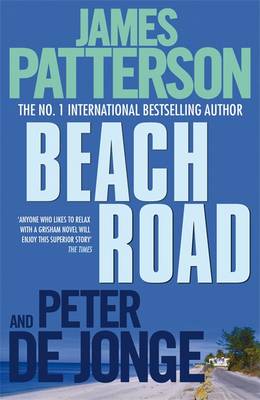 JAMES
PATTERSON
THE NO. 1 INTERNATIONAL BESTSELLING AUTHOR
BEACH
ROAD
'ANYONE WHO LIKES TO RELAX
WITH A GRISHAM NOVEL WILL
ENJOY THIS SUPERIOR STORY'
THE TIMES
AND PETER
DE JONGE